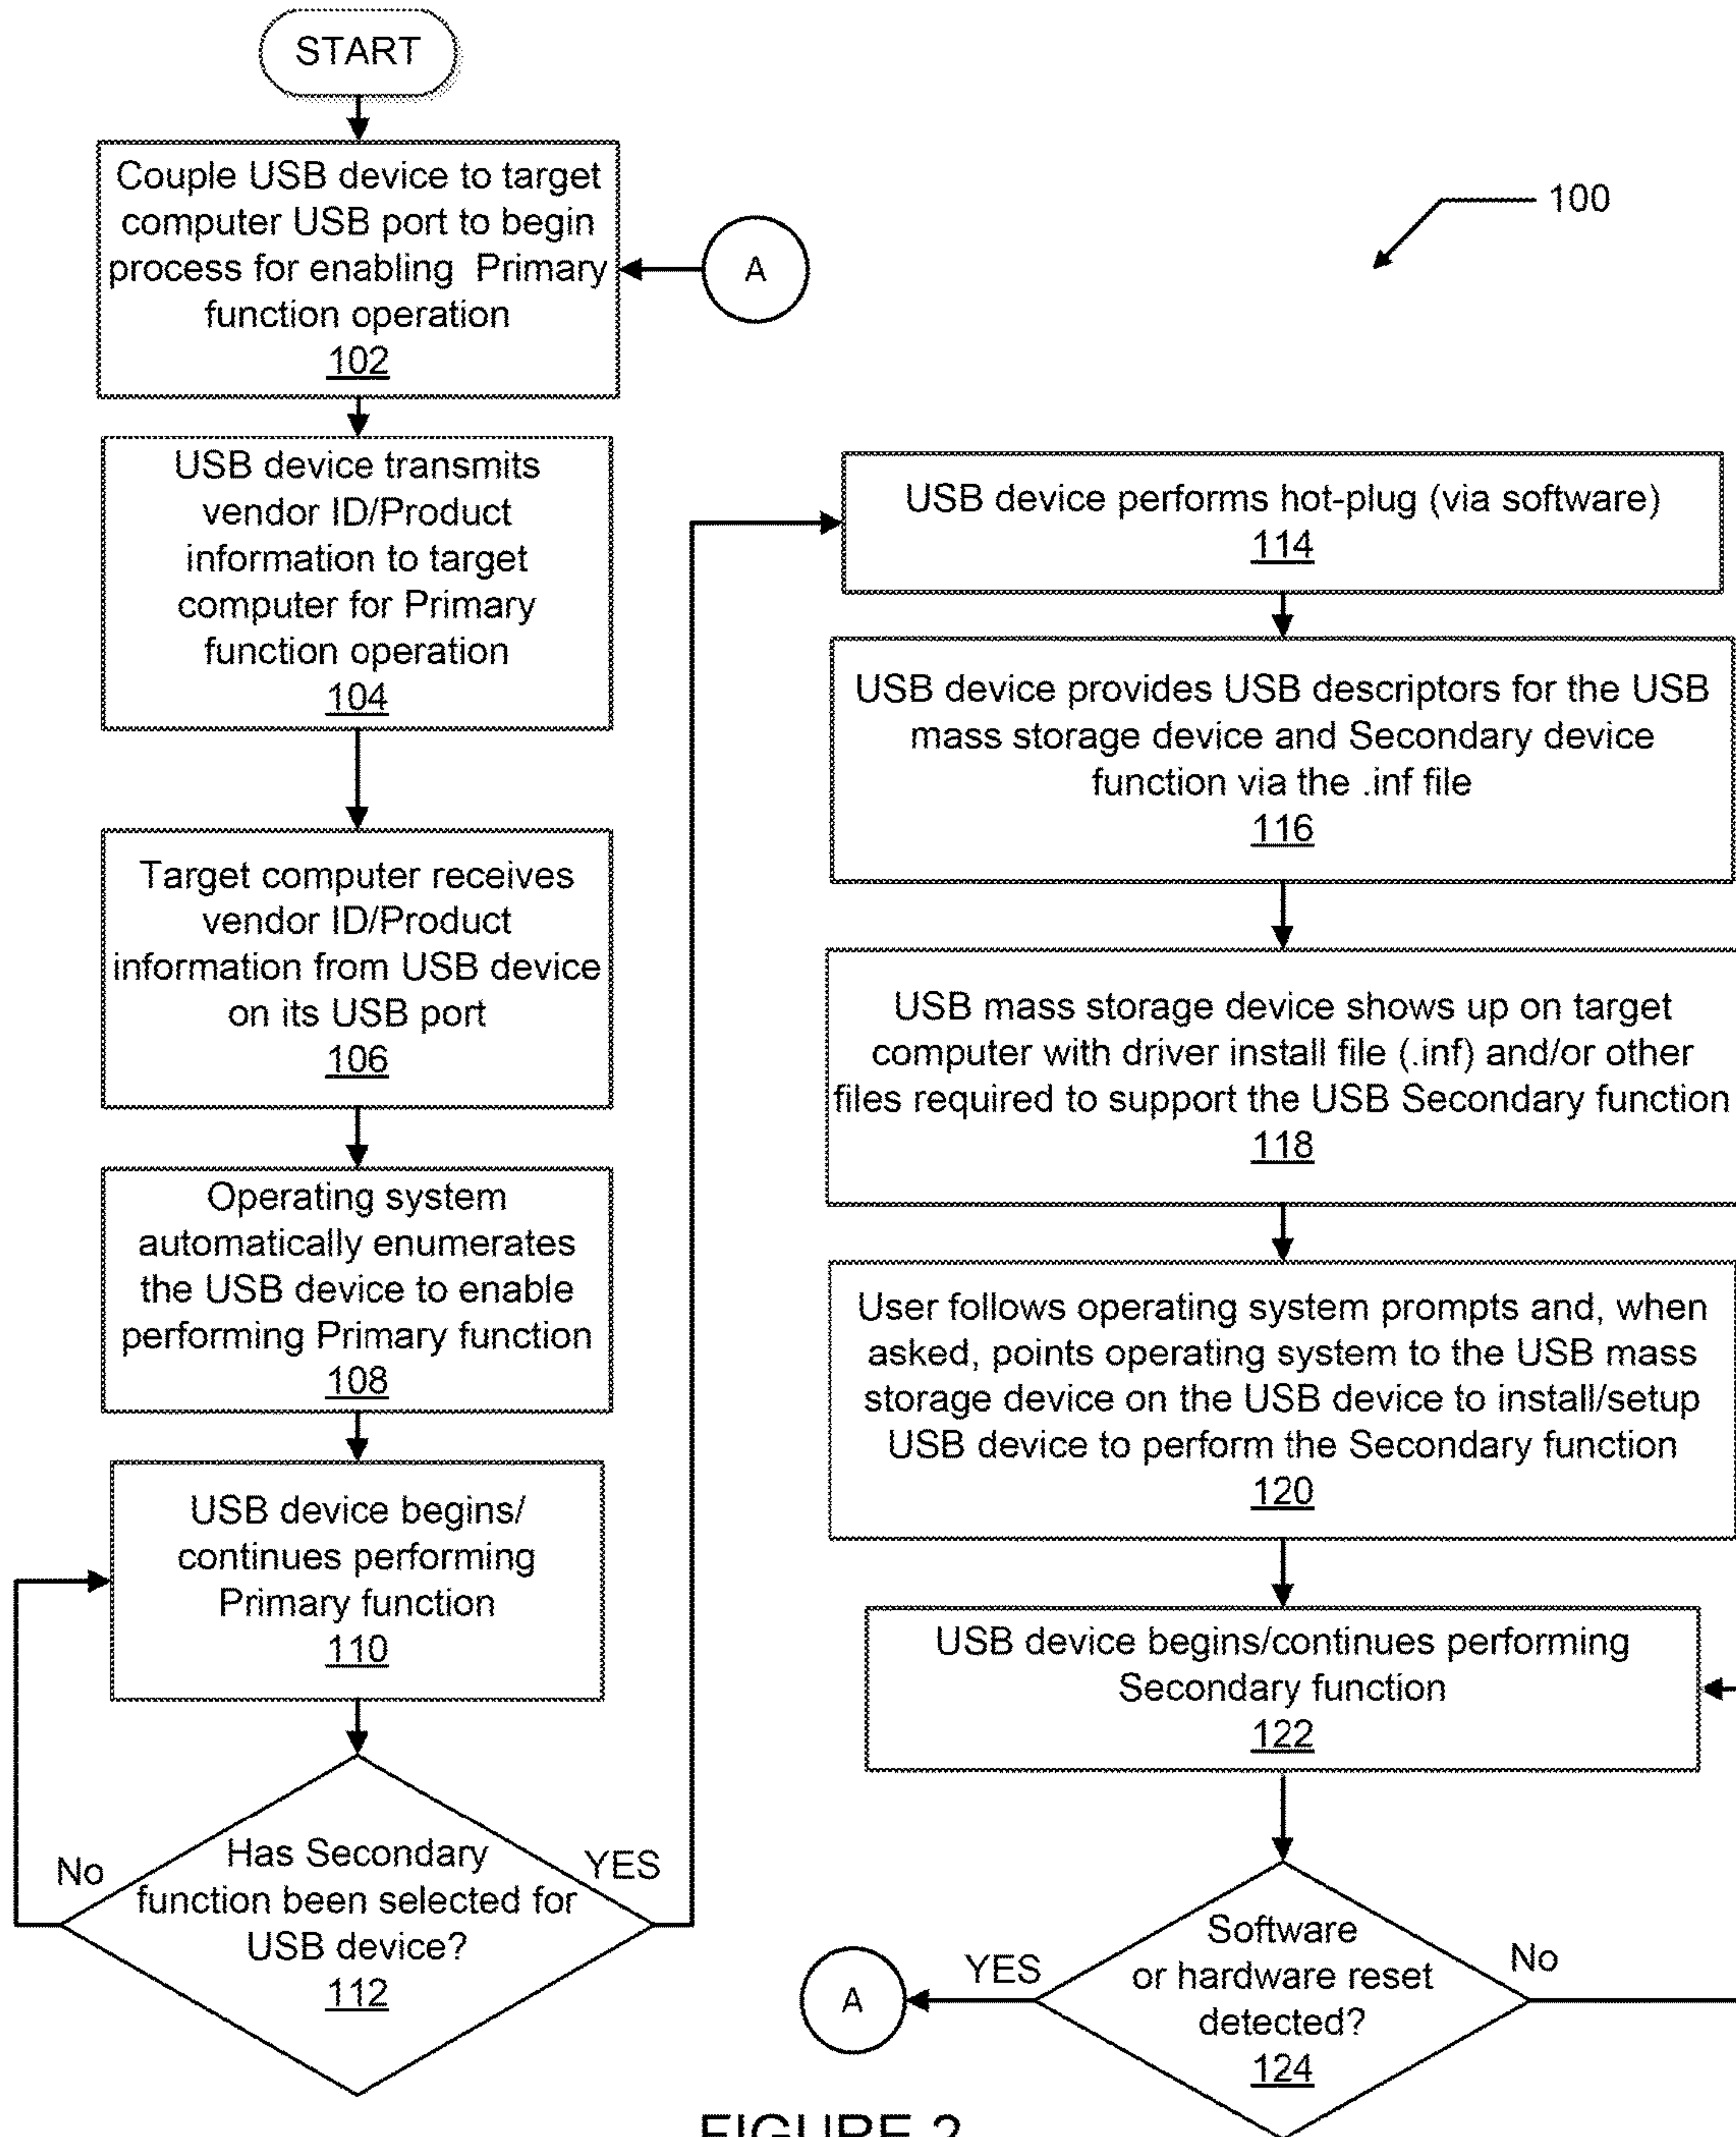 START
Couple USB device to target
computer USB port to begin
process for enabling Primary
function operation
102
A
100
USB device transmits
vendor ID/Product
information to target
computer for Primary
function operation
104
Target computer receives
vendor ID/Product
information from USB device
on its USB port
106
Operating system
automatically enumerates
the USB device to enable
performing Primary function
108
USB device begins/
continues performing
Primary function
110
No
YES
Has Secondary
function been selected for
USB device?
112
USB device performs hot-plug (via software)
114
USB device provides USB descriptors for the USB
mass storage device and Secondary device
function via the .inf file
116
USB mass storage device shows up on target
computer with driver install file (.inf) and/or other
files required to support the USB Secondary function
118
User follows operating system prompts and, when
asked, points operating system to the USB mass
storage device on the USB device to install/setup
USB device to perform the Secondary function
120
USB device begins/continues performing
Secondary function
122
A
YES
No
Software
or hardware reset
detected?
124
FIGURE 2